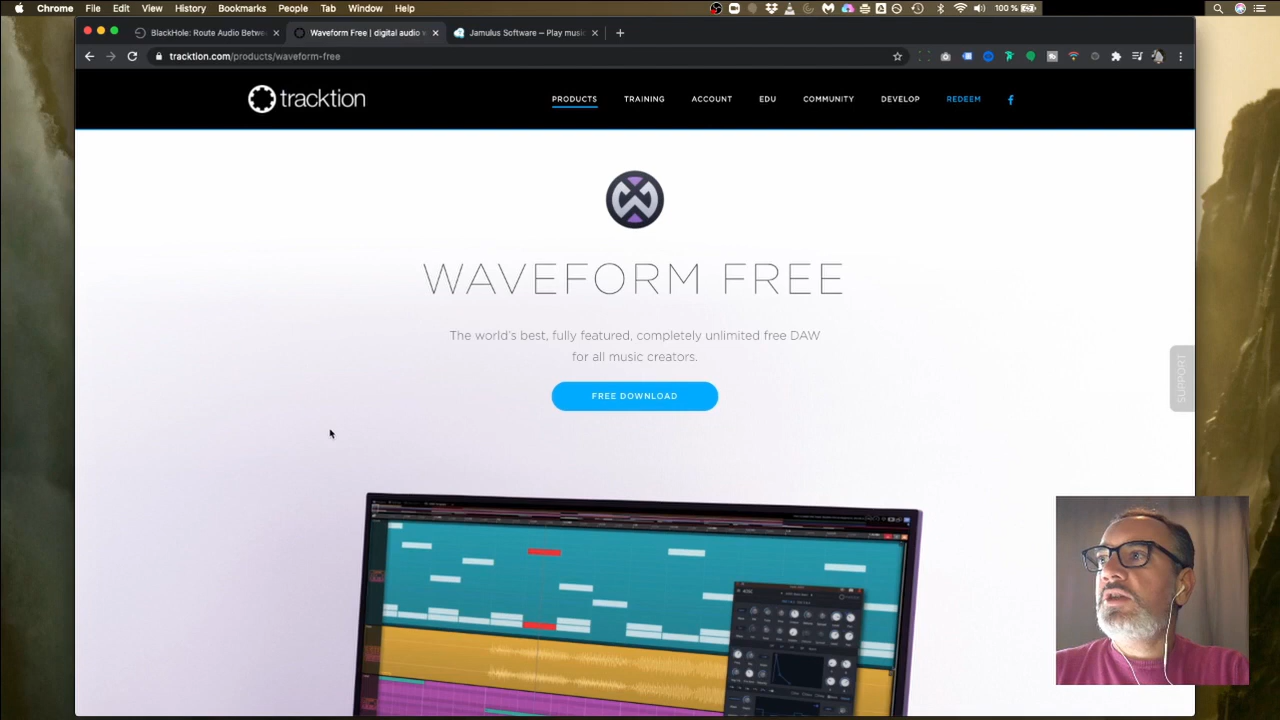 Chrome File Edit View History Bookmarks People Tab Window Help 100 %
BlackHole: Route Audio Betwe Waveform Free | digital audio w Jamulus Software – Play music
tracktion.com/products/waveform-free
tracktion PRODUCTS TRAINING ACCOUNT EDU COMMUNITY DEVELOP REDEEM
WAVEFORM FREE
The world's best, fully featured, completely unlimited free DAW
for all music creators.
FREE DOWNLOAD
SUPPORT